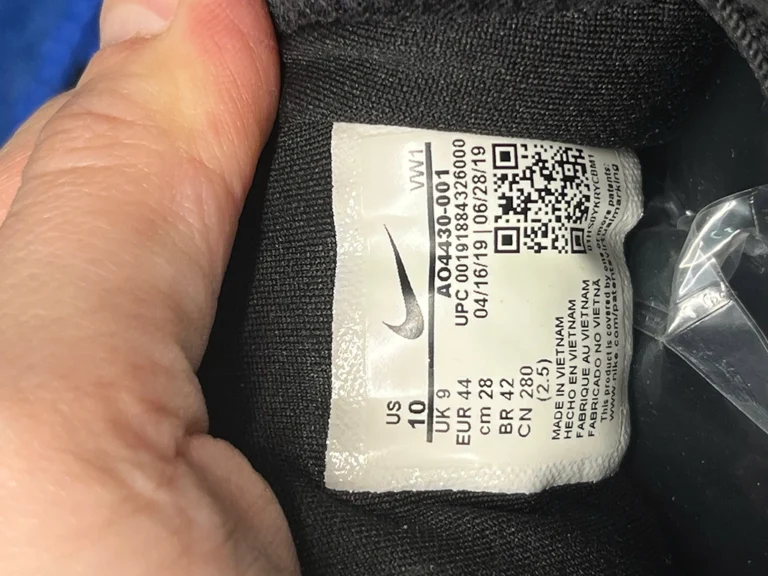 US
10
UK 9
EUR 44
cm 28
BR 42
CN 280
(2.5)
VW1
AO4430-001
UPC 00191884326000
04/16/19 | 06/28/19
MADE IN VIETNAM
HECHO EN VIETNAM
FABRIQUE AU VIETNAM
FABRICADO NO VIETNÃ
This product is covered by one or more patents:
www.nike.com/patents
marking